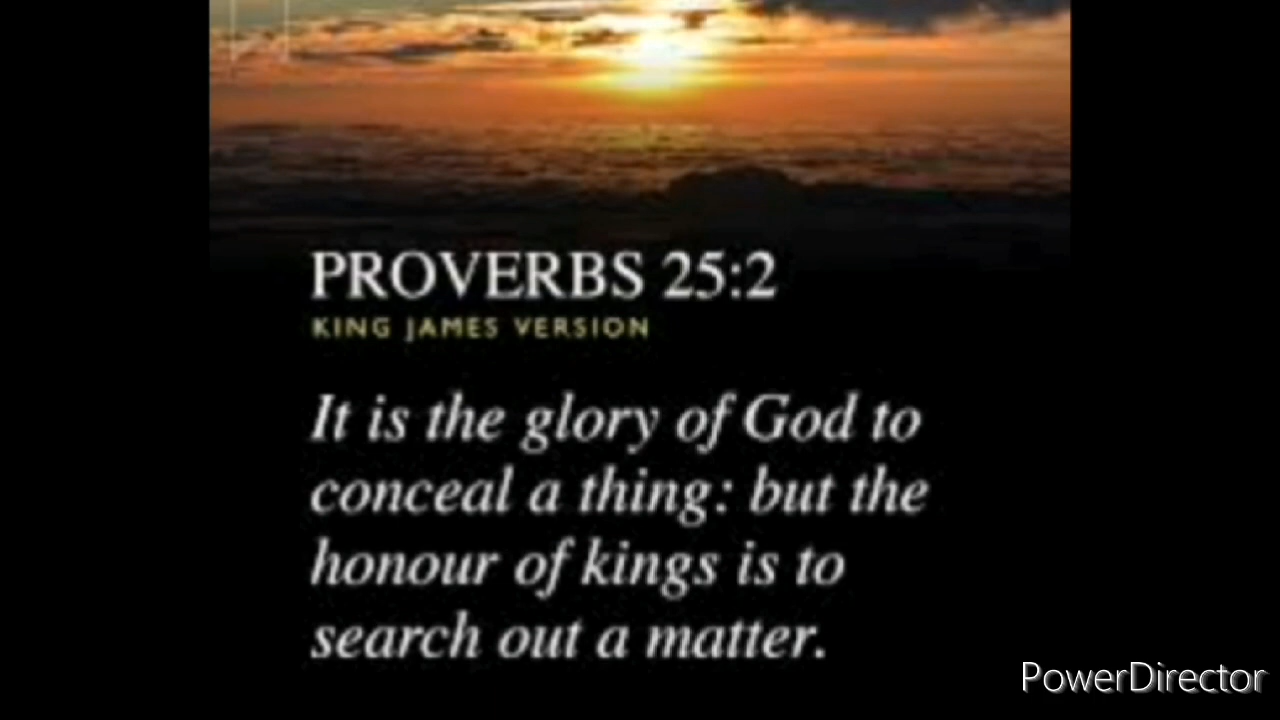 PROVERBS 25:2
KING JAMES VERSION
It is the glory of God to
conceal a thing: but the
honour of kings is to
search out a matter.
PowerDirector